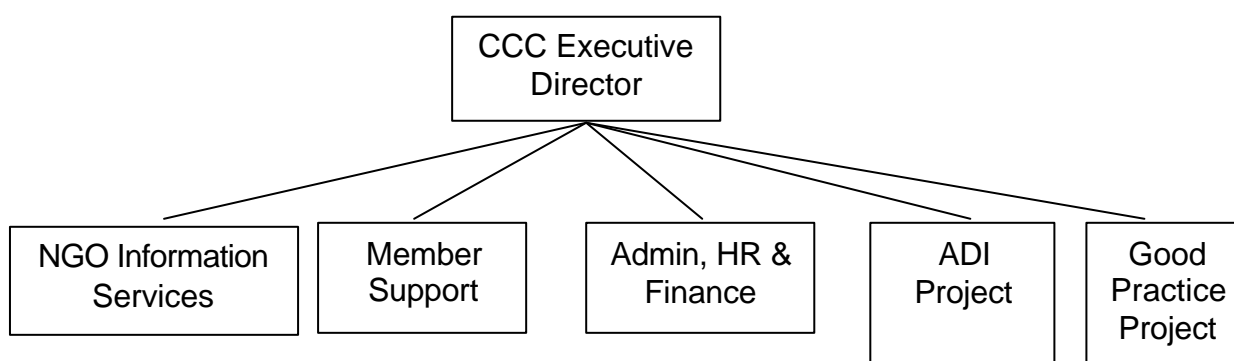 CCC Executive
Director
NGO Information
Services
Member
Support
Admin, HR &
Finance
ADI
Project
Good
Practice
Project